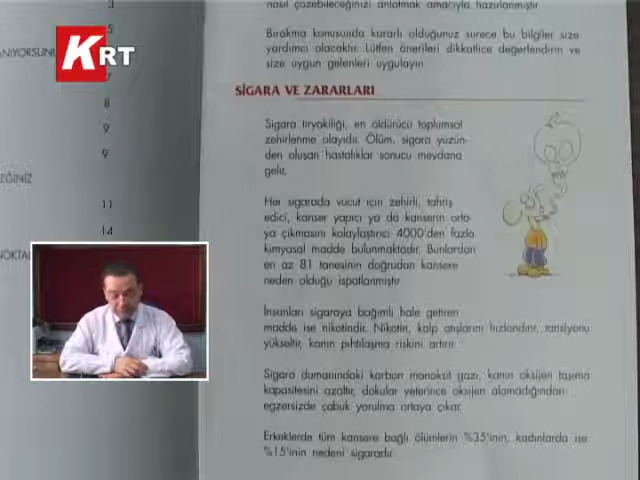 3
5
ANIYORSUNU
7
8
9
9
EĞİNİZ
11
14
NOKTAL
KRT
nasıl çözebileceğinizi anlatmak amacıyla hazırlanmıştır.
Bırakma konusunda kararlı olduğunuz sürece bu bilgiler size
yardımcı olacaktır. Lütfen önerileri dikkatlice değerlendirin ve
size uygun gelenleri uygulayın
SİGARA VE ZARARLARI
Sigara tiryakiliği, en öldürücü toplumsal
zehirlenme olayıdır. Ölüm, sigara yüzün-
den oluşan hastalıklar sonucu meydana
gelir.
Her sigarada vücut için zehirli, tahriş
edici, kanser yapıcı ya da kanserin orta-
ya çıkmasını kolaylaştırıcı 4000'den fazla
kimyasal madde bulunmaktadır. Bunlardan
en az 81 tanesinin doğrudan kansere
neden olduğu ispatlanmıştır.
İnsanları sigaraya bağımlı hale getiren
madde ise nikotindir. Nikotin, kalp atışlarını hızlandırır, tansiyonu
yükseltir, kanın pıhtılaşma riskini artırır.
Sigara dumanındaki karbon monoksit gazı, kanın oksijen taşıma
kapasitesini azaltır, dokular yeterince oksijen alamadığından
egzersizde çabuk yorulma ortaya çıkar.
Erkeklerde tüm kansere bağlı ölümlerin %35'inin, kadınlarda ise
%15'inin nedeni sigaradır.